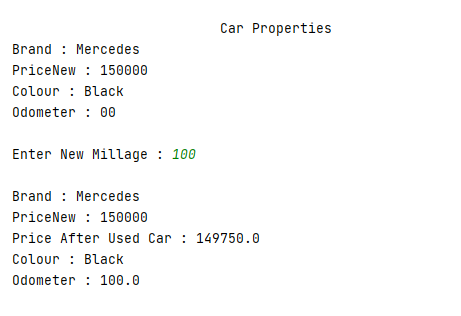 Car Properties
Brand : Mercedes
PriceNew : 150000
Colour : Black
Odometer : 00
Enter New Millage : 100
Brand : Mercedes
PriceNew : 150000
Price After Used Car : 149750.0
Colour : Black
Odometer : 100.0